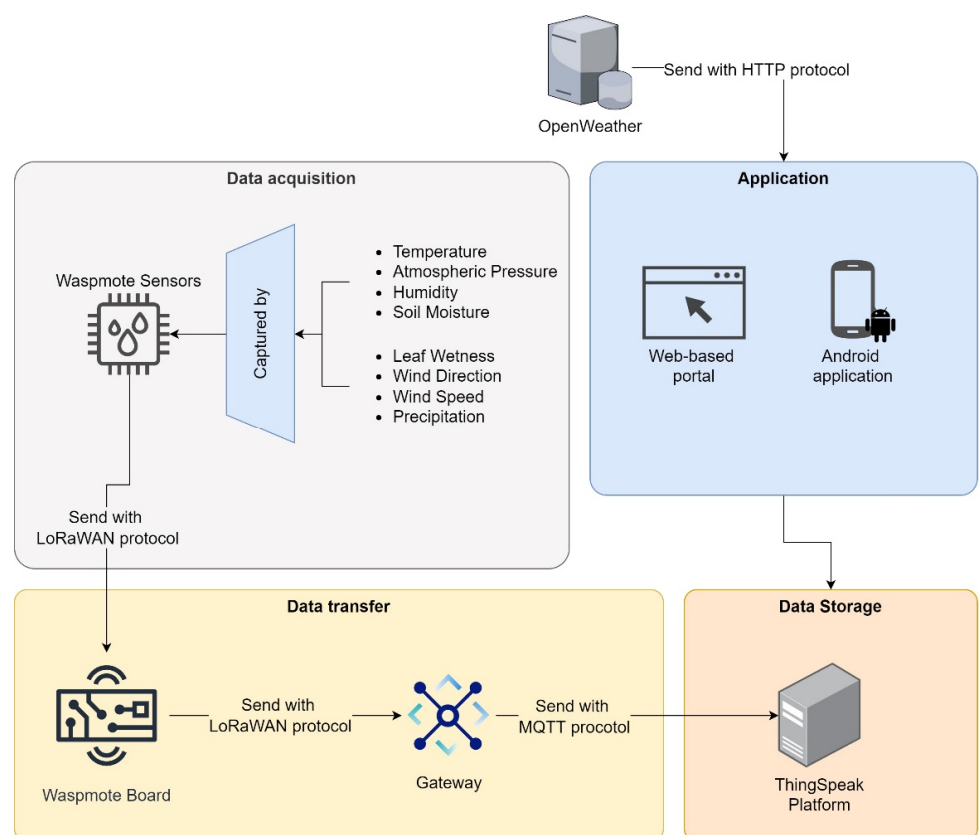 Send with HTTP protocol
OpenWeather
Data acquisition
Application
Waspmote Sensors
Captured by
• Temperature
• Atmospheric Pressure
• Humidity
• Soil Moisture
• Leaf Wetness
• Wind Direction
• Wind Speed
• Precipitation
Web-based
portal
Android
application
Send with
LoRaWAN protocol
Data transfer
Data Storage
Waspmote Board
Send with
LoRaWAN protocol
Gateway
Send with
MQTT procotol
ThingSpeak
Platform